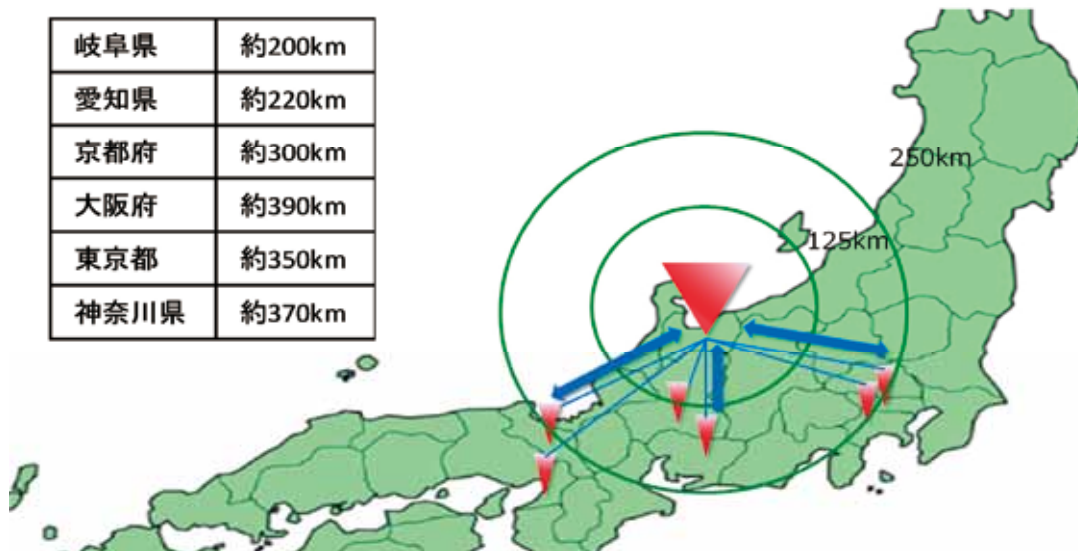 岐阜県 約200km
愛知県 約220km
京都府 約300km
大阪府 約390km
東京都 約350km
神奈川県 約370km
250km
125km